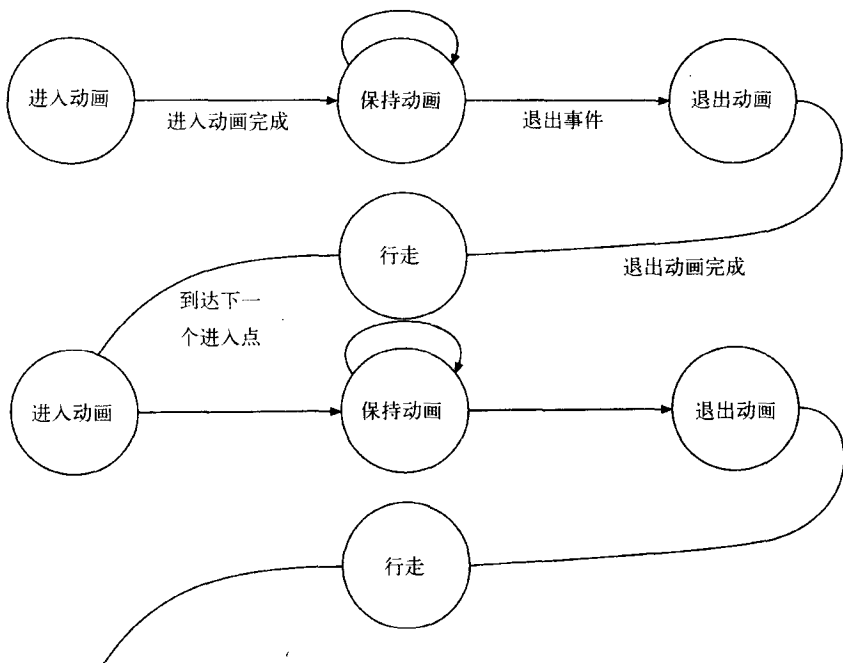 进入动画
保持动画
退出动画
进入动画完成
退出事件
行走
退出动画完成
到达下一
个进入点
进入动画
保持动画
退出动画
行走